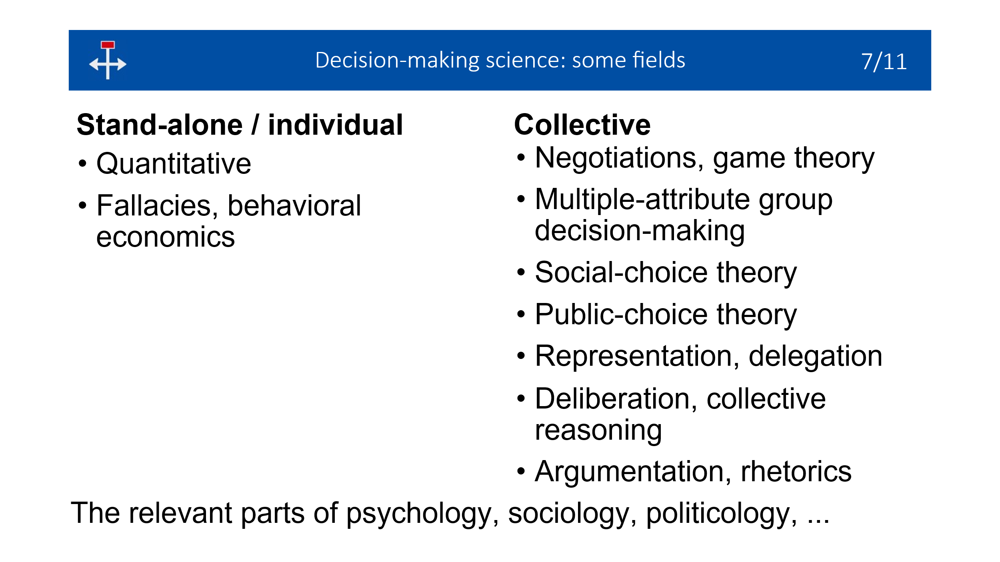 Decision-making science: some fields
7/11
Stand-alone / individual
• Quantitative
• Fallacies, behavioral
economics
Collective
• Negotiations, game theory
• Multiple-attribute group
decision-making
• Social-choice theory
• Public-choice theory
• Representation, delegation
• Deliberation, collective
reasoning
• Argumentation, rhetorics
The relevant parts of psychology, sociology, politicology, ...